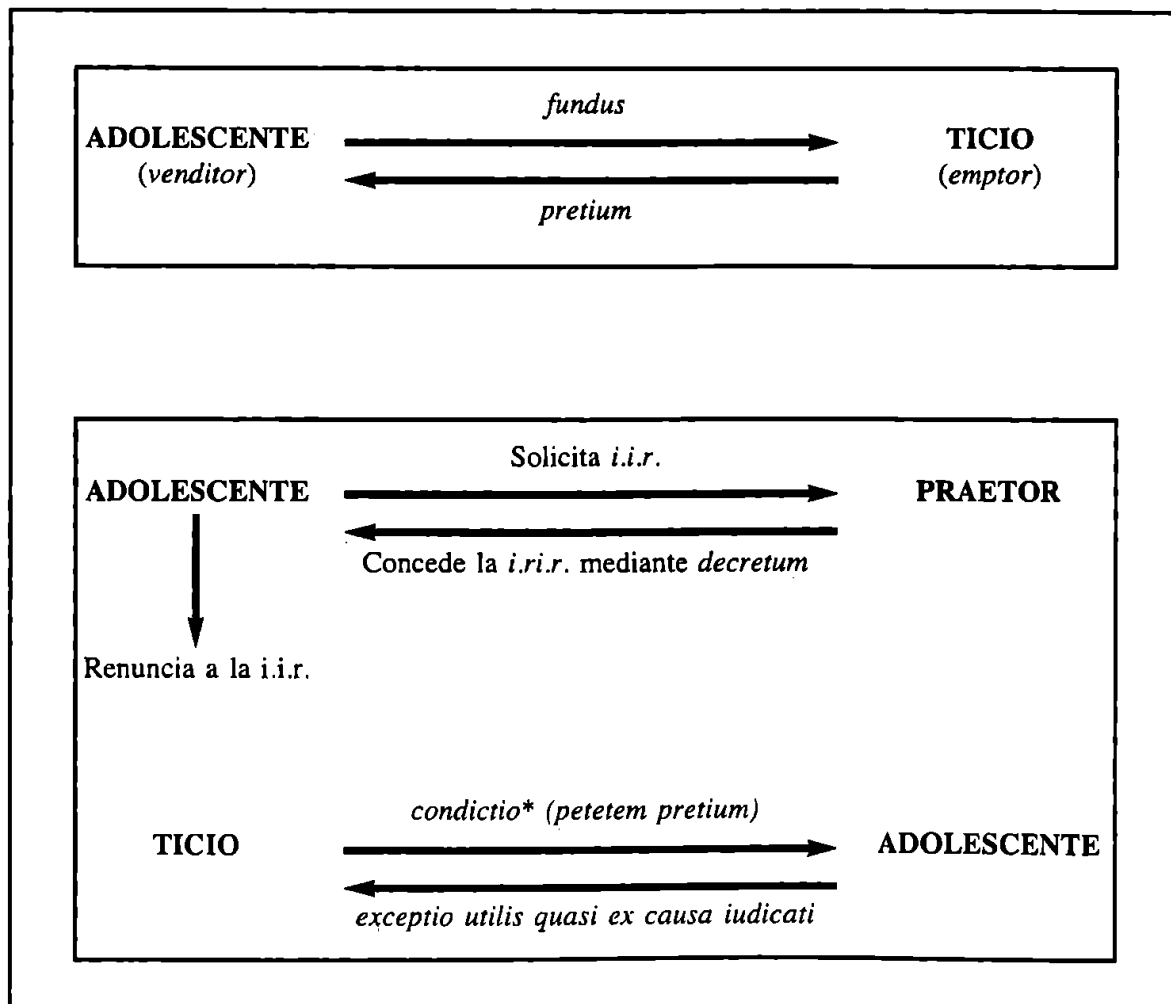 fundus
ADOLESCENTE TICIO
(venditor) (emptor)
pretium
Solicita i.i.r.
ADOLESCENTE PRAETOR
Concede la i.ri.r. mediante decretum
Renuncia a la i.i.r.
condictio* (petetem pretium)
TICIO ADOLESCENTE
exceptio utilis quasi ex causa iudicati